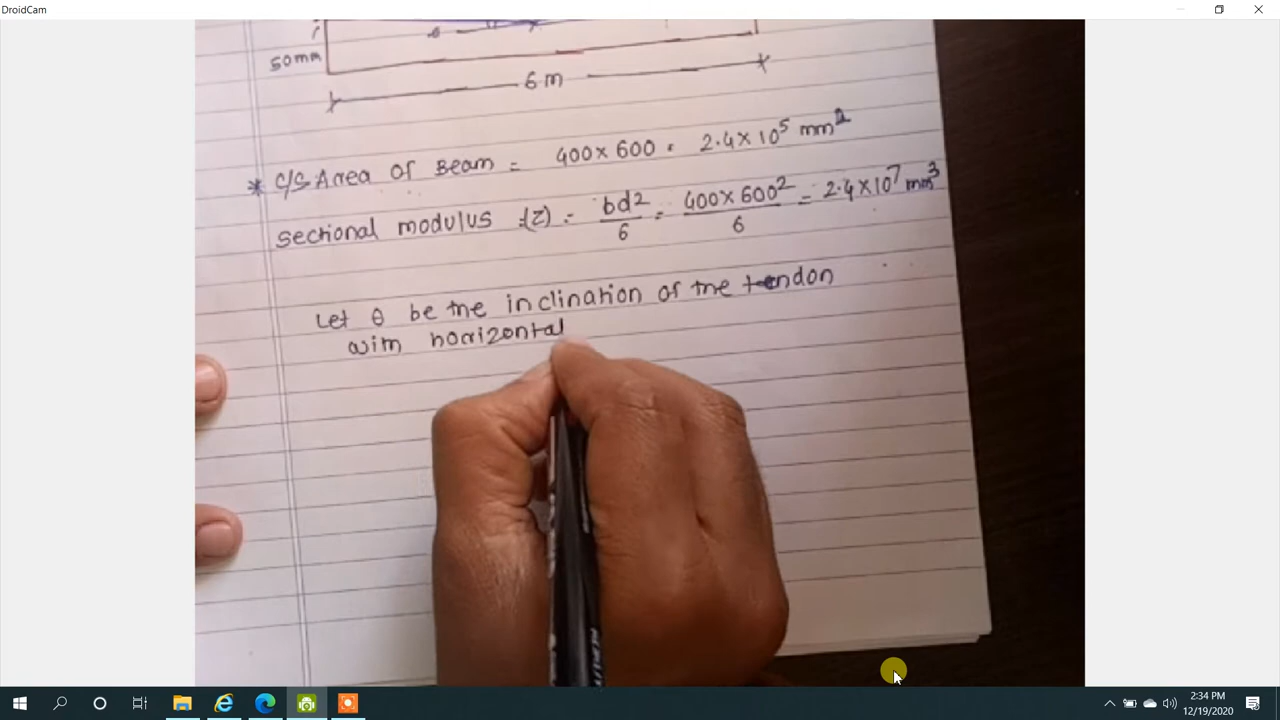 DroidCam
50mm
6 m
* C/S Area of Beam = 400 × 600 = 2.4 × 10⁵ mm²
Sectional modulus (Z) = bd²/6 = 400 × 600²/6 = 2.4 × 10⁷ mm³
Let θ be the inclination of the tendon
with horizontal
2:34 PM
12/19/2020